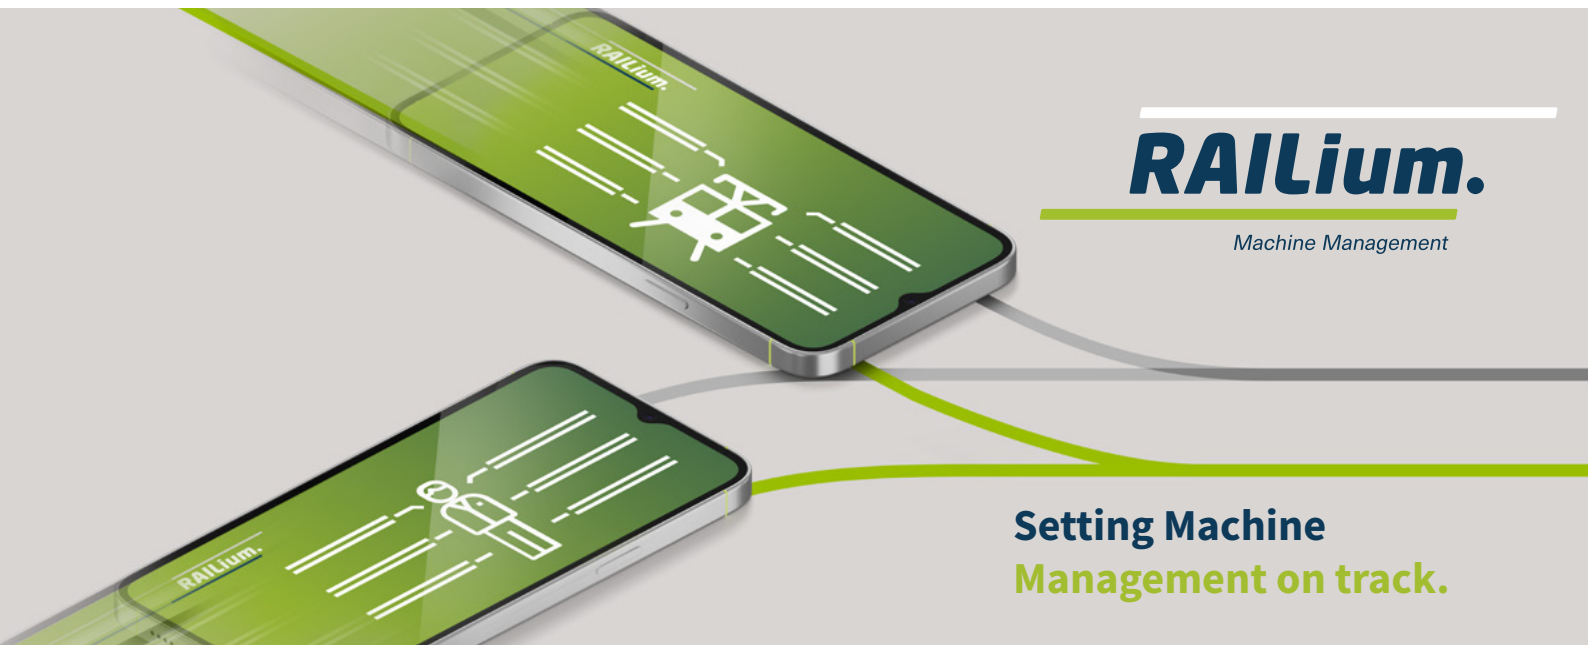 RAILium.
RAILium.
Machine Management
Setting Machine
Management on track.
RAILium.